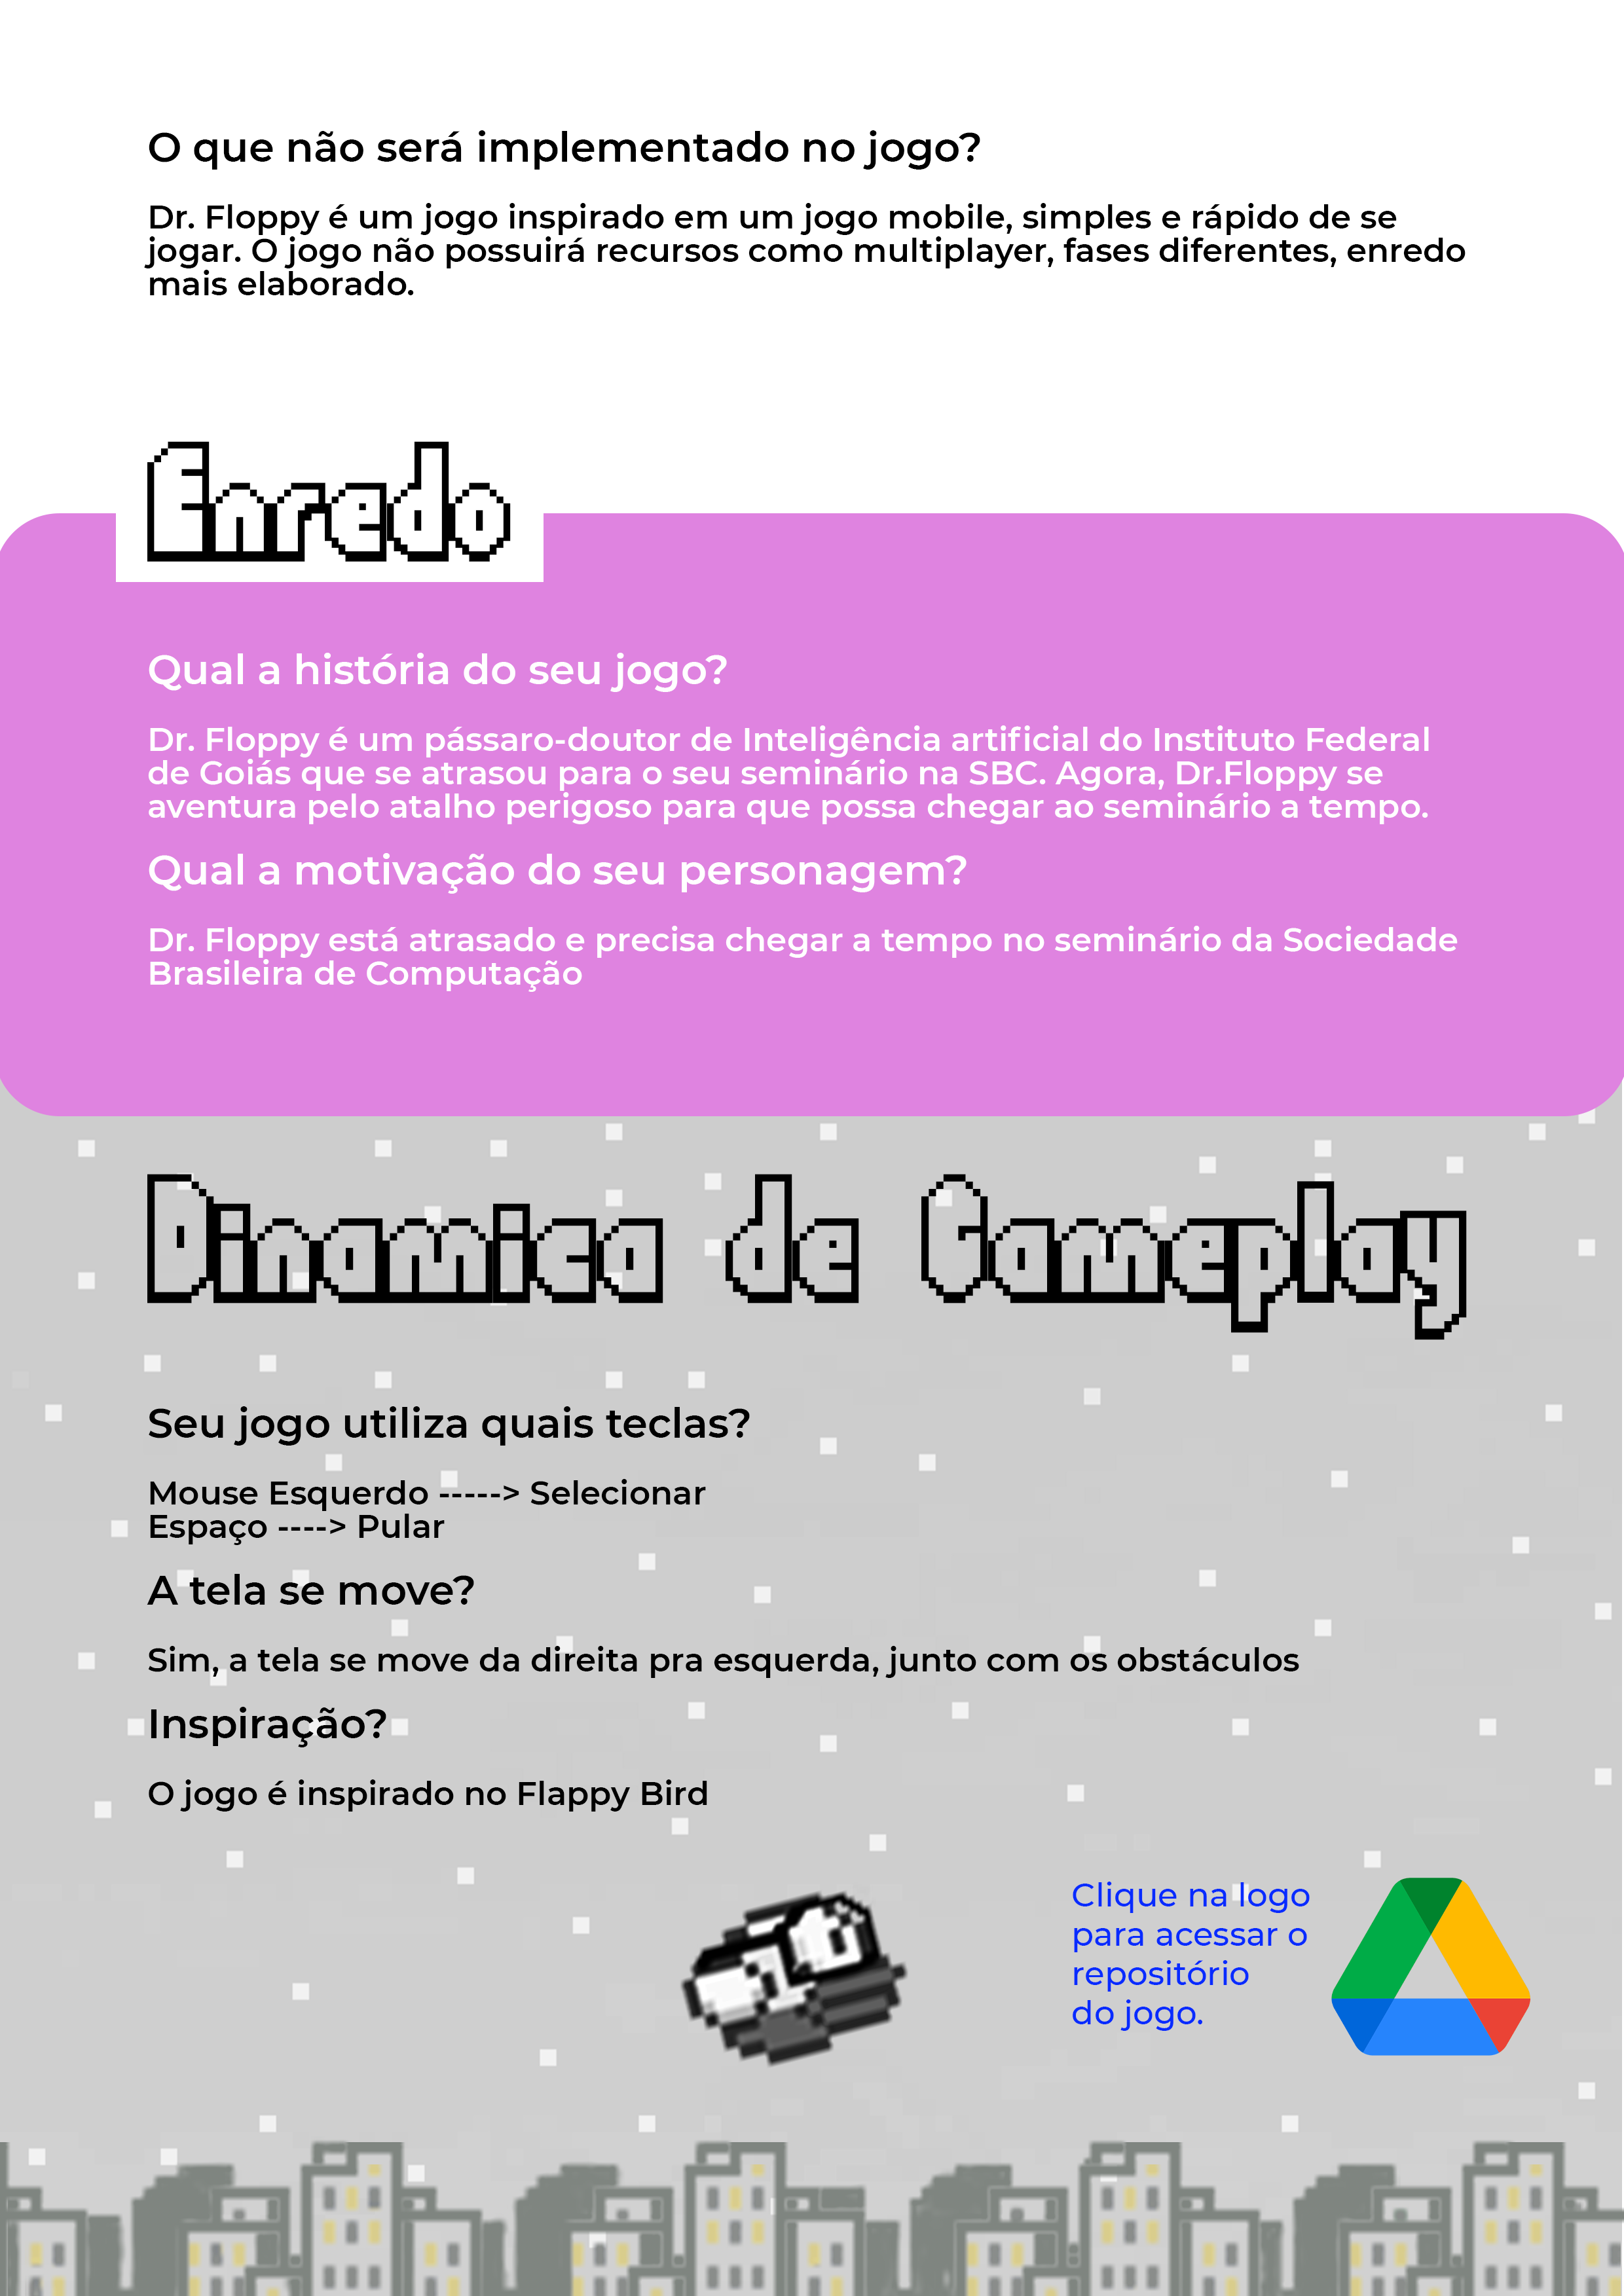 O que não será implementado no jogo?
Dr. Floppy é um jogo inspirado em um jogo mobile, simples e rápido de se
jogar. O jogo não possuirá recursos como multiplayer, fases diferentes, enredo
mais elaborado.
Enredo
Qual a história do seu jogo?
Dr. Floppy é um pássaro-doutor de Inteligência artificial do Instituto Federal
de Goiás que se atrasou para o seu seminário na SBC. Agora, Dr.Floppy se
aventura pelo atalho perigoso para que possa chegar ao seminário a tempo.
Qual a motivação do seu personagem?
Dr. Floppy está atrasado e precisa chegar a tempo no seminário da Sociedade
Brasileira de Computação
Dinamica de Gameplay
Seu jogo utiliza quais teclas?
Mouse Esquerdo -----> Selecionar
Espaço ----> Pular
A tela se move?
Sim, a tela se move da direita pra esquerda, junto com os obstáculos
Inspiração?
O jogo é inspirado no Flappy Bird
Clique na logo
para acessar o
repositório
do jogo.